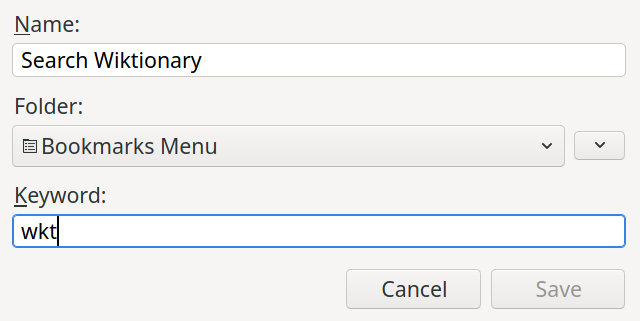 Name:
Search Wiktionary
Folder:
Bookmarks Menu
Keyword:
wkt
Cancel Save